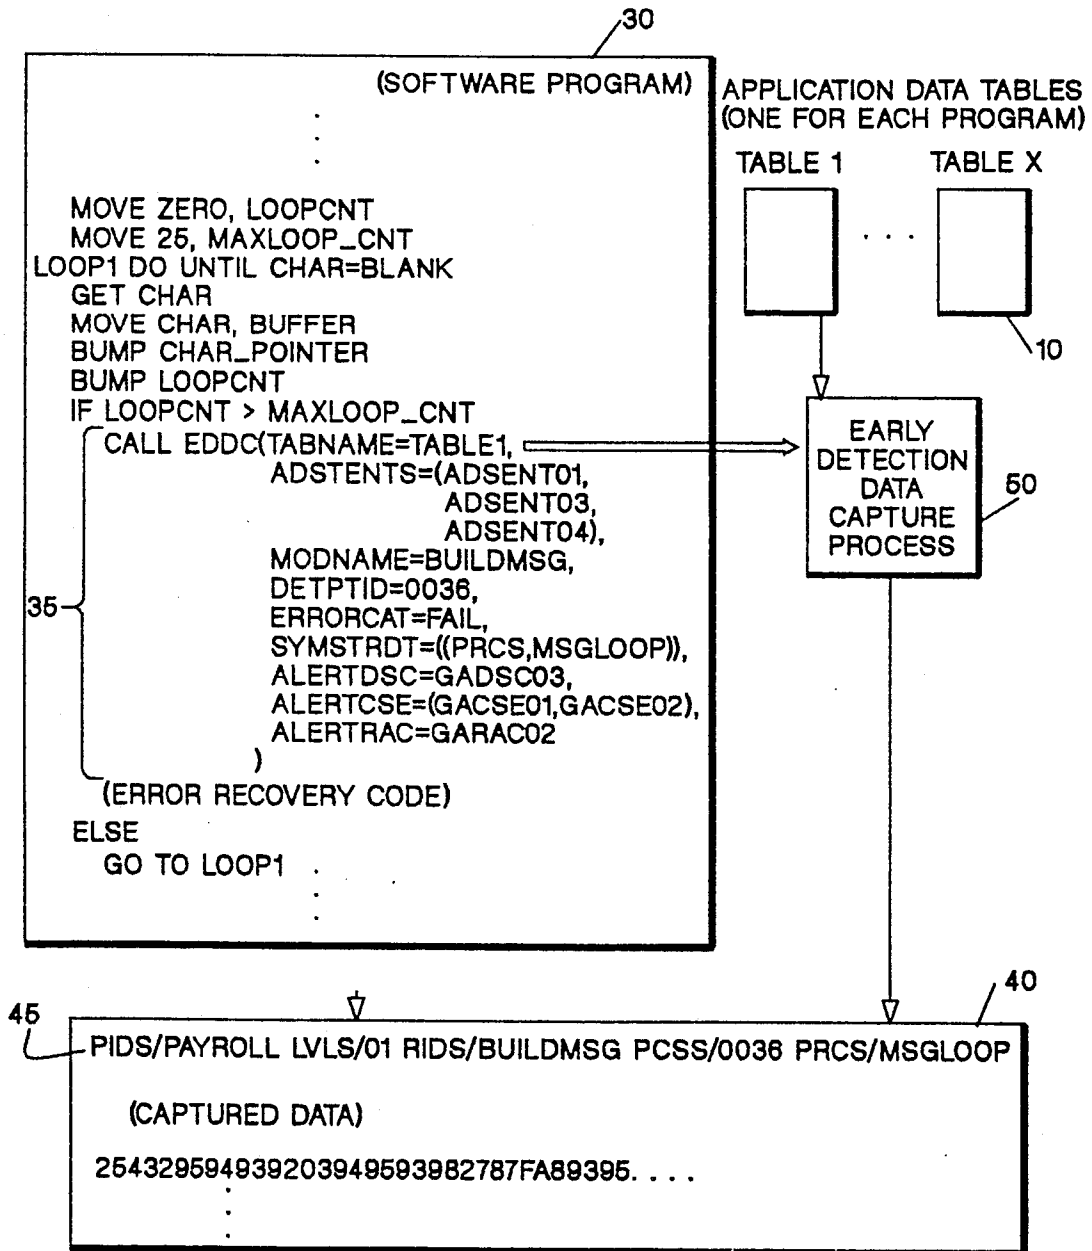 30
(SOFTWARE PROGRAM)
.
.
.
MOVE ZERO, LOOPCNT
MOVE 25, MAXLOOP_CNT
LOOP1 DO UNTIL CHAR=BLANK
GET CHAR
MOVE CHAR, BUFFER
BUMP CHAR_POINTER
BUMP LOOPCNT
IF LOOPCNT > MAXLOOP_CNT
CALL EDDC(TABNAME=TABLE1,
ADSTENTS=(ADSENT01,
ADSENT03,
ADSENT04),
MODNAME=BUILDMSG,
DETPTID=0036,
ERRORCAT=FAIL,
SYMSTRDT=((PRCS,MSGLOOP)),
ALERTDSC=GADSC03,
ALERTCSE=(GACSE01,GACSE02),
ALERTRAC=GARAC02
)
35
(ERROR RECOVERY CODE)
ELSE
GO TO LOOP1
.
.
.
APPLICATION DATA TABLES
(ONE FOR EACH PROGRAM)
TABLE 1 TABLE X
. . .
10
EARLY
DETECTION
DATA
CAPTURE
PROCESS
50
40
45
PIDS/PAYROLL LVLS/01 RIDS/BUILDMSG PCSS/0036 PRCS/MSGLOOP
(CAPTURED DATA)
2543295949392039495939827​87FA89395. . . .
.
.
.